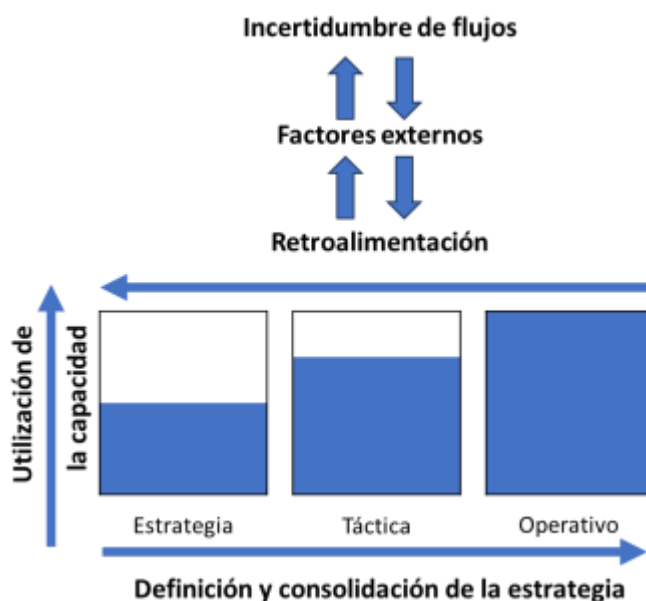 Incertidumbre de flujos
Factores externos
Retroalimentación
Utilización de
la capacidad
Estrategia
Táctica
Operativo
Definición y consolidación de la estrategia